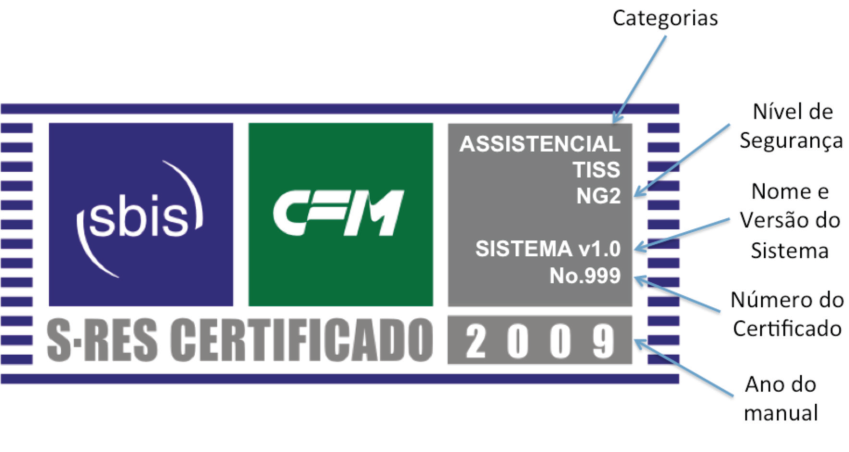 Categorias
sbis
CFM
ASSISTENCIAL
TISS
NG2
SISTEMA v1.0
No.999
S-RES CERTIFICADO
2009
Nível de
Segurança
Nome e
Versão do
Sistema
Número do
Certificado
Ano do
manual